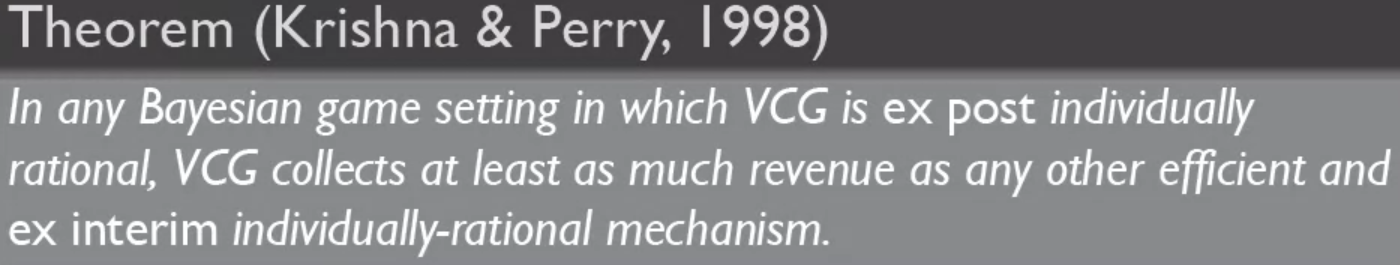 Theorem (Krishna & Perry, 1998)
In any Bayesian game setting in which VCG is ex post individually
rational, VCG collects at least as much revenue as any other efficient and
ex interim individually-rational mechanism.